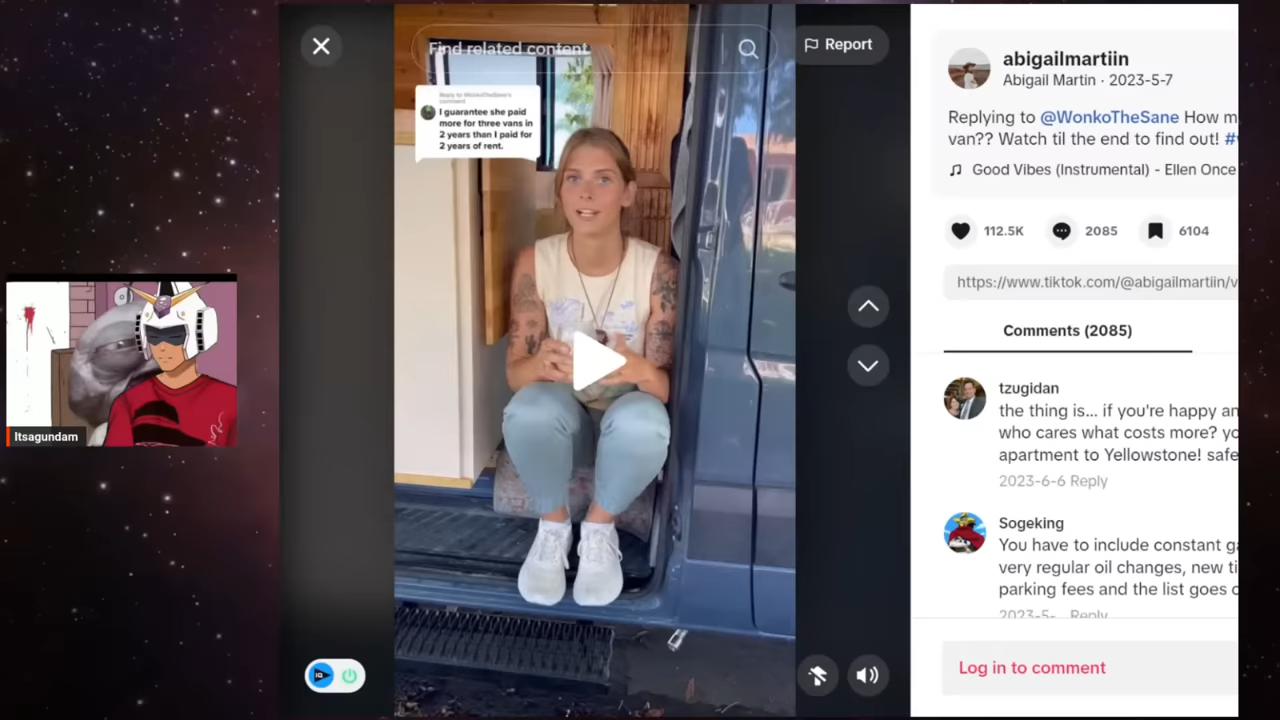 Find related content
Report
Reply to WonkoTheSane's
comment
I guarantee she paid
more for three vans in
2 years than I paid for
2 years of rent.
Itsagundam
IQ
abigailmartiin
Abigail Martin · 2023-5-7
Replying to @WonkoTheSane How m
van?? Watch til the end to find out! #
Good Vibes (Instrumental) - Ellen Once
112.5K
2085
6104
https://www.tiktok.com/@abigailmartiin/v
Comments (2085)
tzugidan
the thing is... if you're happy an
who cares what costs more? yo
apartment to Yellowstone! safe
2023-6-6 Reply
Sogeking
You have to include constant ga
very regular oil changes, new ti
parking fees and the list goes o
2023-5- Reply
Log in to comment